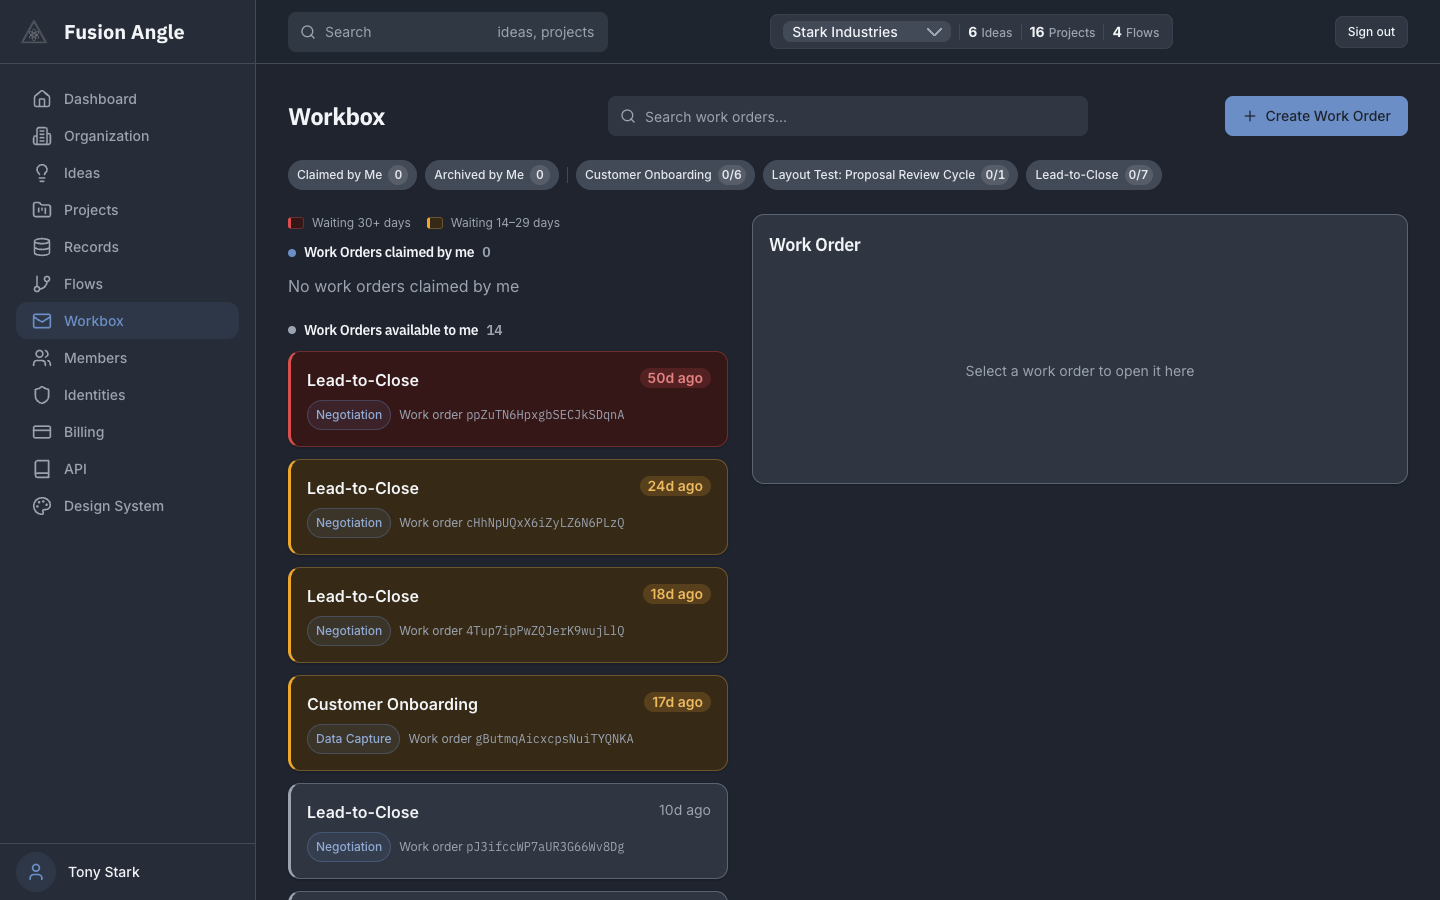 Fusion Angle
Search ideas, projects
Stark Industries 6 Ideas 16 Projects 4 Flows
Sign out
Dashboard
Organization
Ideas
Projects
Records
Flows
Workbox
Members
Identities
Billing
API
Design System
Tony Stark
Workbox
Search work orders...
Create Work Order
Claimed by Me 0 Archived by Me 0 Customer Onboarding 0/6 Layout Test: Proposal Review Cycle 0/1 Lead-to-Close 0/7
Waiting 30+ days Waiting 14–29 days
Work Orders claimed by me 0
No work orders claimed by me
Work Orders available to me 14
Lead-to-Close 50d ago
Negotiation Work order ppZuTN6HpxgbSECJkSDqnA
Lead-to-Close 24d ago
Negotiation Work order cHhNpUQxX6iZyLZ6N6PLzQ
Lead-to-Close 18d ago
Negotiation Work order 4Tup7ipPwZQJerK9wujLlQ
Customer Onboarding 17d ago
Data Capture Work order gButmqAicxcpsNuiTYQNKA
Lead-to-Close 10d ago
Negotiation Work order pJ3ifccWP7aUR3G66Wv8Dg
Work Order
Select a work order to open it here